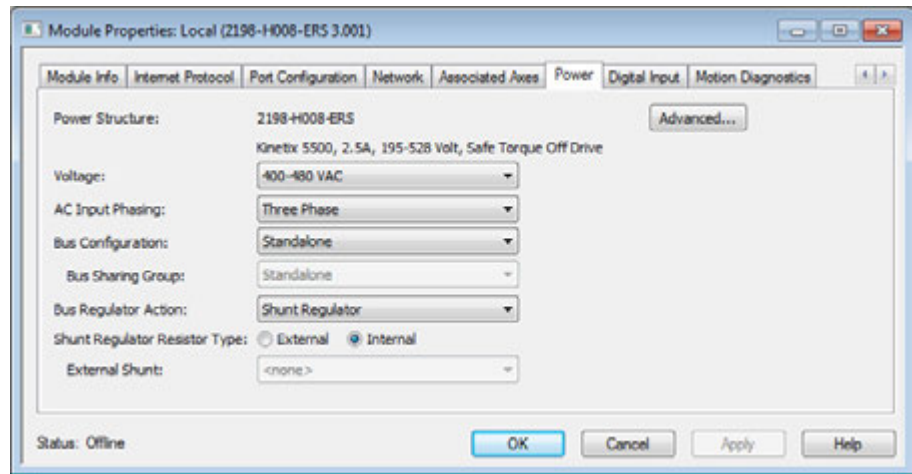 Module Properties: Local (2198-H008-ERS 3.001)
Module Info Internet Protocol Port Configuration Network Associated Axes Power Digital Input Motion Diagnostics
Power Structure: 2198-H008-ERS Advanced...
Kinetix 5500, 2.5A, 195-528 Volt, Safe Torque Off Drive
Voltage: 400-480 VAC
AC Input Phasing: Three Phase
Bus Configuration: Standalone
Bus Sharing Group: Standalone
Bus Regulator Action: Shunt Regulator
Shunt Regulator Resistor Type: External Internal
External Shunt: <none>
Status: Offline OK Cancel Apply Help